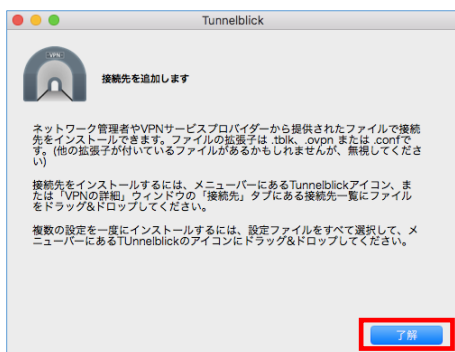 Tunnelblick
VPN
接続先を追加します
ネットワーク管理者やVPNサービスプロバイダーから提供されたファイルで接続
先をインストールできます。ファイルの拡張子は .tblk、.ovpn または .confで
す。(他の拡張子が付いているファイルがあるかもしれませんが、無視してくださ
い)
接続先をインストールするには、メニューバーにあるTunnelblickアイコン、ま
たは「VPNの詳細」ウィンドウの「接続先」タブにある接続先一覧にファイル
をドラッグ&ドロップしてください。
複数の設定を一度にインストールするには、設定ファイルをすべて選択して、メ
ニューバーにあるTUnnelblickのアイコンにドラッグ&ドロップしてください。
了解